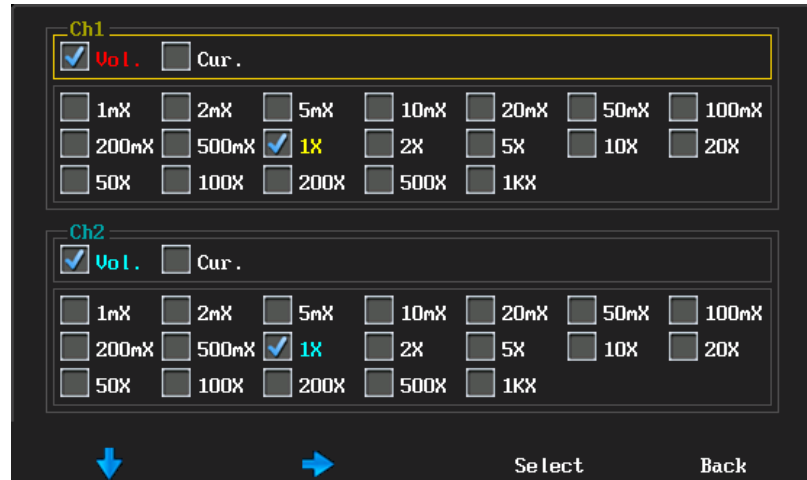 Ch1
Vol. Cur.
1mX 2mX 5mX 10mX 20mX 50mX 100mX
200mX 500mX 1X 2X 5X 10X 20X
50X 100X 200X 500X 1KX
Ch2
Vol. Cur.
1mX 2mX 5mX 10mX 20mX 50mX 100mX
200mX 500mX 1X 2X 5X 10X 20X
50X 100X 200X 500X 1KX
Select Back